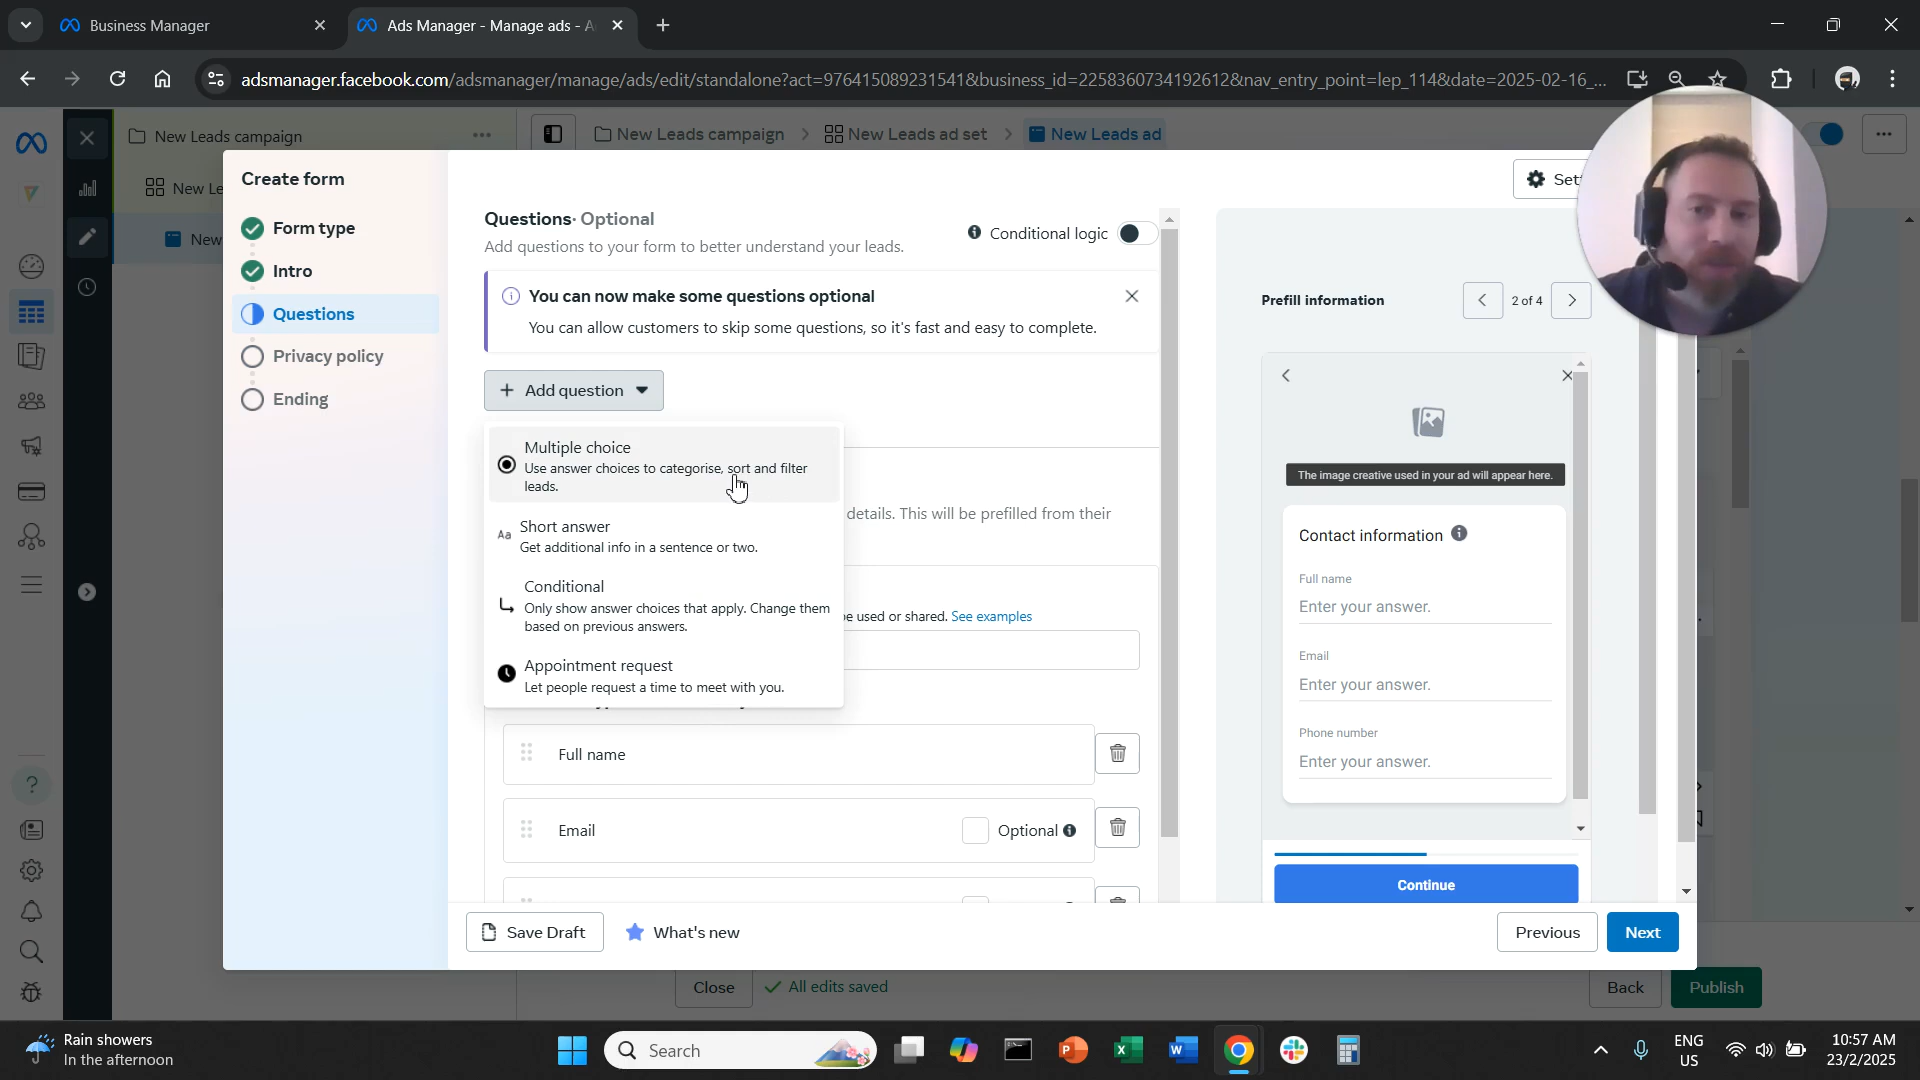 Business Manager
Ads Manager - Manage ads - A
adsmanager.facebook.com/adsmanager/manage/ads/edit/standalone?act=976415089231541&business_id=2258360734192612&nav_entry_point=lep_114&date=2025-02-16_...
New Leads campaign
New Leads campaign
New Leads ad set
New Leads ad
New Le
New
Create form
Form type
Intro
Questions
Privacy policy
Ending
Sett
Questions· Optional
Add questions to your form to better understand your leads.
Conditional logic
You can now make some questions optional
You can allow customers to skip some questions, so it's fast and easy to complete.
Add question
Multiple choice
Use answer choices to categorise, sort and filter
leads.
Aa
Short answer
Get additional info in a sentence or two.
Conditional
Only show answer choices that apply. Change them
based on previous answers.
Appointment request
Let people request a time to meet with you.
details. This will be prefilled from their
be used or shared. See examples
Full name
Email
Optional
Prefill information
2 of 4
The image creative used in your ad will appear here.
Contact information
Full name
Enter your answer.
Email
Enter your answer.
Phone number
Enter your answer.
Continue
Save Draft
What's new
Previous
Next
Close
All edits saved
Back
Publish
Rain showers
In the afternoon
Search
ENG
US
10:57 AM
23/2/2025